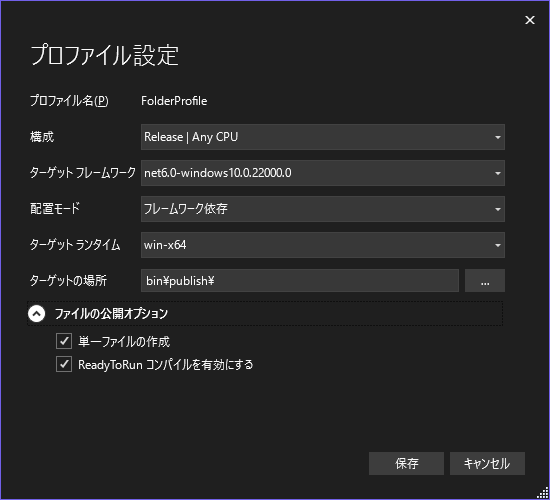 プロファイル設定
プロファイル名(P) FolderProfile
構成 Release | Any CPU
ターゲット フレームワーク net6.0-windows10.0.22000.0
配置モード フレームワーク依存
ターゲット ランタイム win-x64
ターゲットの場所 bin¥publish¥ ...
ファイルの公開オプション
単一ファイルの作成
ReadyToRun コンパイルを有効にする
保存 キャンセル